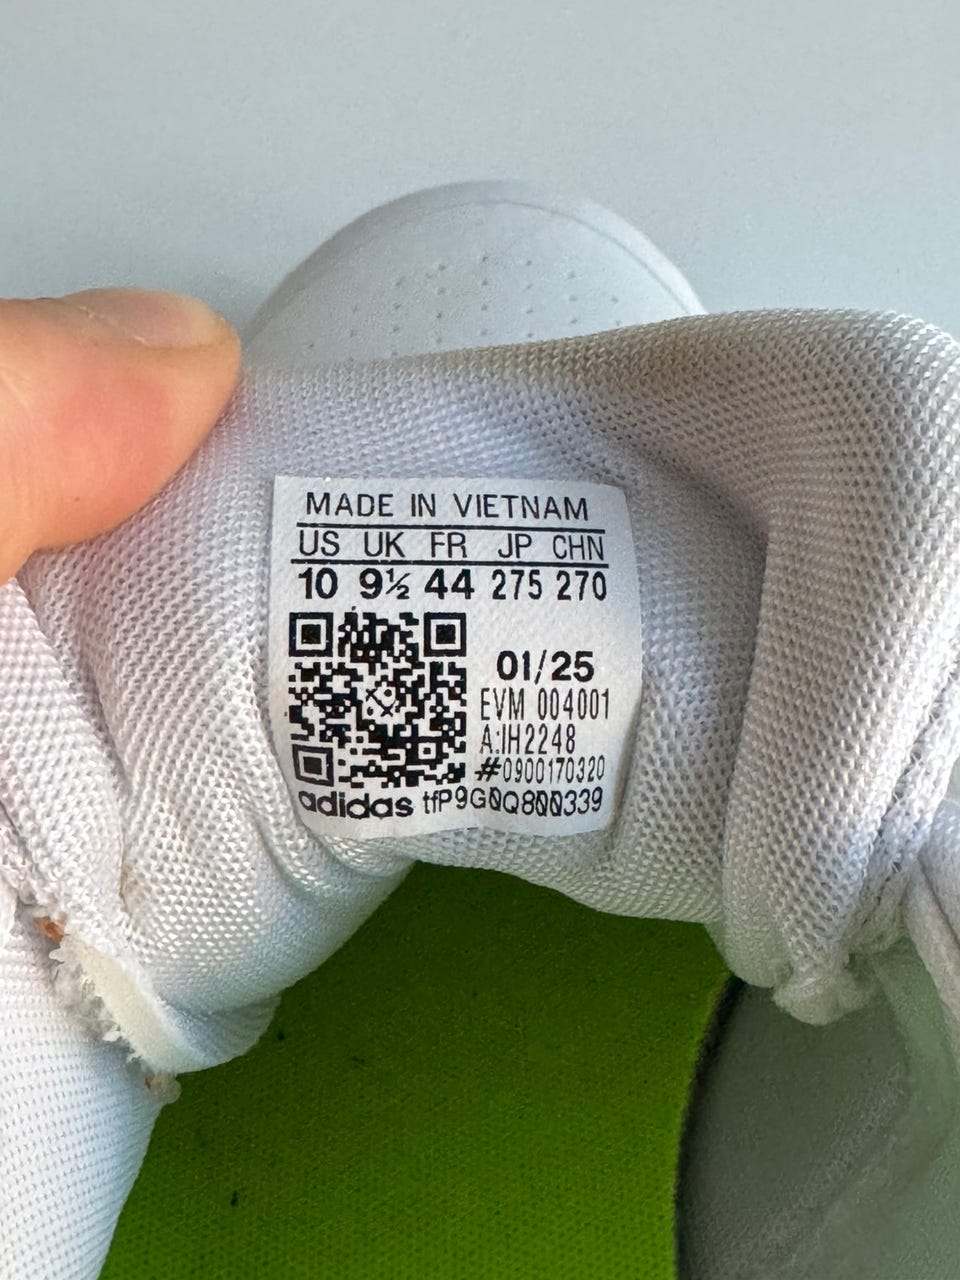 MADE IN VIETNAM
US UK FR JP CHN
10 9½ 44 275 270
01/25
EVM 004001
A:IH2248
#0900170320
adidas tfP9G0Q800339